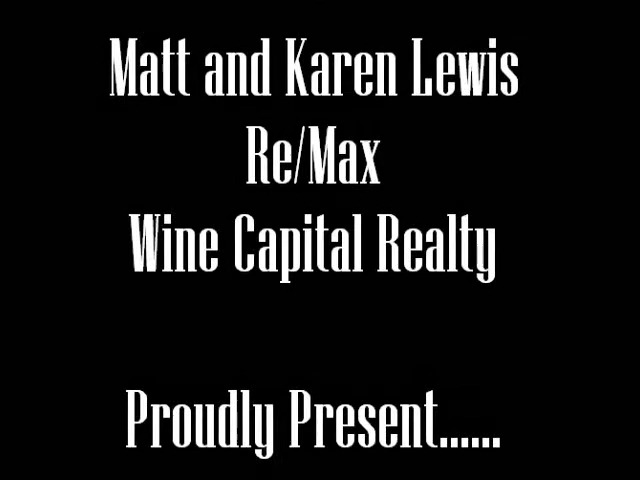 Matt and Karen Lewis
Re/Max
Wine Capital Realty
Proudly Present......